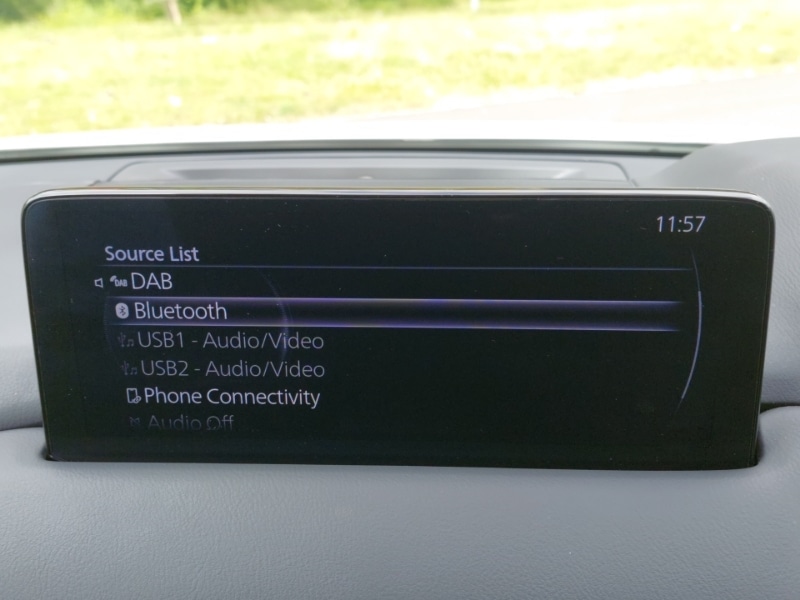 11:57
Source List
DAB DAB
Bluetooth
USB1 - Audio/Video
USB2 - Audio/Video
Phone Connectivity
Audio Off